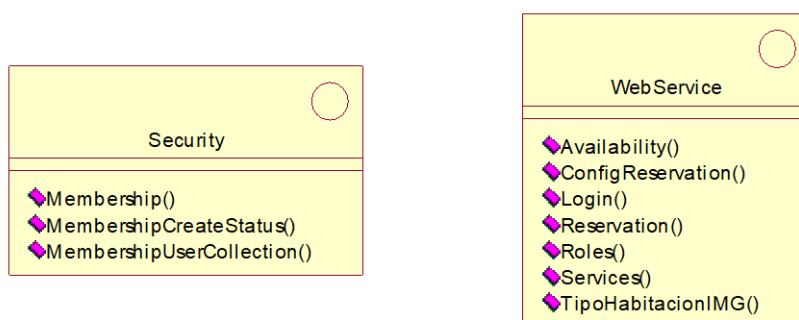 Security
Membership()
MembershipCreateStatus()
MembershipUserCollection()
WebService
Availability()
ConfigReservation()
Login()
Reservation()
Roles()
Services()
TipoHabitacionIMG()